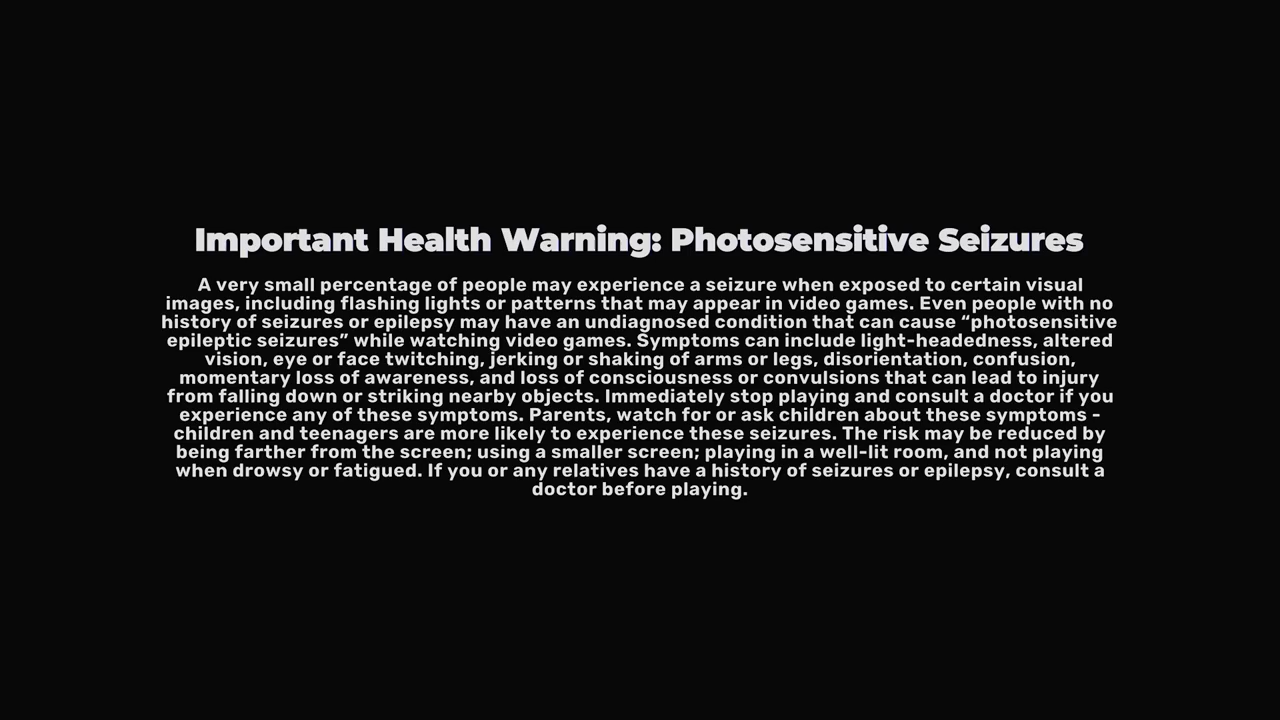 Important Health Warning: Photosensitive Seizures
A very small percentage of people may experience a seizure when exposed to certain visual
images, including flashing lights or patterns that may appear in video games. Even people with no
history of seizures or epilepsy may have an undiagnosed condition that can cause “photosensitive
epileptic seizures” while watching video games. Symptoms can include light-headedness, altered
vision, eye or face twitching, jerking or shaking of arms or legs, disorientation, confusion,
momentary loss of awareness, and loss of consciousness or convulsions that can lead to injury
from falling down or striking nearby objects. Immediately stop playing and consult a doctor if you
experience any of these symptoms. Parents, watch for or ask children about these symptoms -
children and teenagers are more likely to experience these seizures. The risk may be reduced by
being farther from the screen; using a smaller screen; playing in a well-lit room, and not playing
when drowsy or fatigued. If you or any relatives have a history of seizures or epilepsy, consult a
doctor before playing.